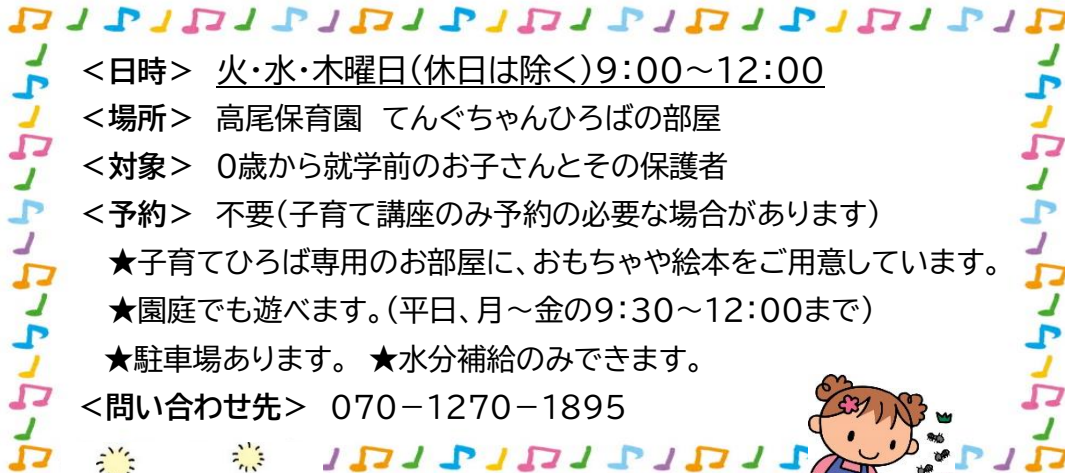 <日時> 火・水・木曜日(休日は除く)9:00～12:00
<場所> 高尾保育園 てんぐちゃんひろばの部屋
<対象> 0歳から就学前のお子さんとその保護者
<予約> 不要(子育て講座のみ予約の必要な場合があります)
★子育てひろば専用のお部屋に、おもちゃや絵本をご用意しています。
★園庭でも遊べます。(平日、月～金の9:30～12:00まで)
★駐車場あります。 ★水分補給のみできます。
<問い合わせ先> 070－1270－1895